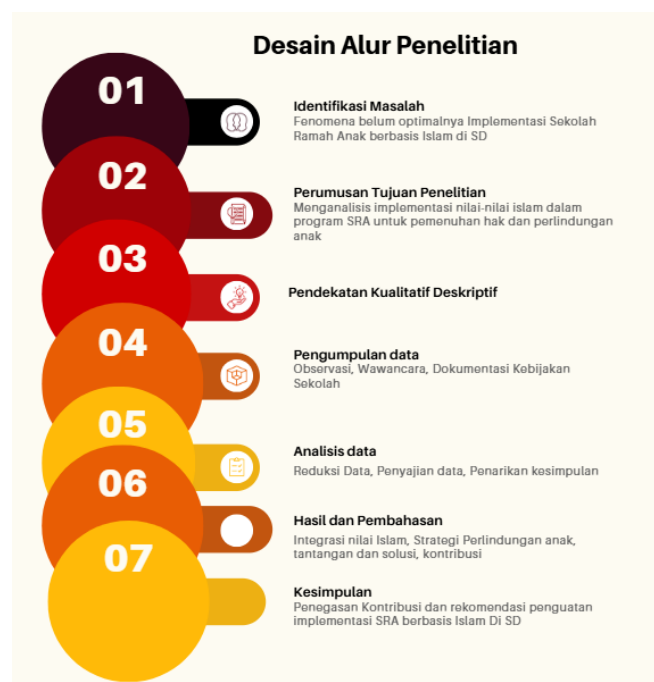 Desain Alur Penelitian
01
Identifikasi Masalah
Fenomena belum optimalnya Implementasi Sekolah
Ramah Anak berbasis Islam di SD
02
Perumusan Tujuan Penelitian
Menganalisis implementasi nilai-nilai islam dalam
program SRA untuk pemenuhan hak dan perlindungan
anak
03
Pendekatan Kualitatif Deskriptif
04
Pengumpulan data
Observasi, Wawancara, Dokumentasi Kebijakan
Sekolah
05
Analisis data
Reduksi Data, Penyajian data, Penarikan kesimpulan
06
Hasil dan Pembahasan
Integrasi nilai Islam, Strategi Perlindungan anak,
tantangan dan solusi, kontribusi
07
Kesimpulan
Penegasan Kontribusi dan rekomendasi penguatan
implementasi SRA berbasis Islam Di SD